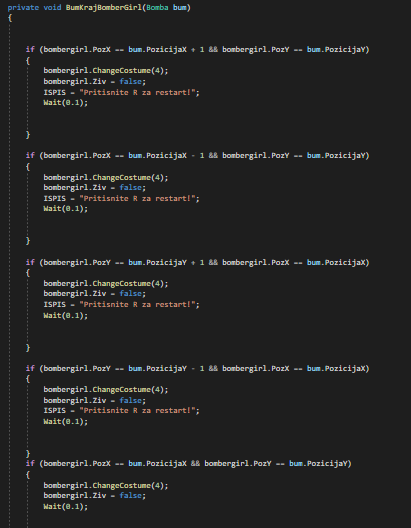 private void BumKrajBomberGirl(Bomba bum)
{
if (bombergirl.PozX == bum.PozicijaX + 1 && bombergirl.PozY == bum.PozicijaY)
{
bombergirl.ChangeCostume(4);
bombergirl.Ziv = false;
ISPIS = "Pritisnite R za restart!";
Wait(0.1);
}
if (bombergirl.PozX == bum.PozicijaX - 1 && bombergirl.PozY == bum.PozicijaY)
{
bombergirl.ChangeCostume(4);
bombergirl.Ziv = false;
ISPIS = "Pritisnite R za restart!";
Wait(0.1);
}
if (bombergirl.PozY == bum.PozicijaY + 1 && bombergirl.PozX == bum.PozicijaX)
{
bombergirl.ChangeCostume(4);
bombergirl.Ziv = false;
ISPIS = "Pritisnite R za restart!";
Wait(0.1);
}
if (bombergirl.PozY == bum.PozicijaY - 1 && bombergirl.PozX == bum.PozicijaX)
{
bombergirl.ChangeCostume(4);
bombergirl.Ziv = false;
ISPIS = "Pritisnite R za restart!";
Wait(0.1);
}
if (bombergirl.PozX == bum.PozicijaX && bombergirl.PozY == bum.PozicijaY)
{
bombergirl.ChangeCostume(4);
bombergirl.Ziv = false;
Wait(0.1);